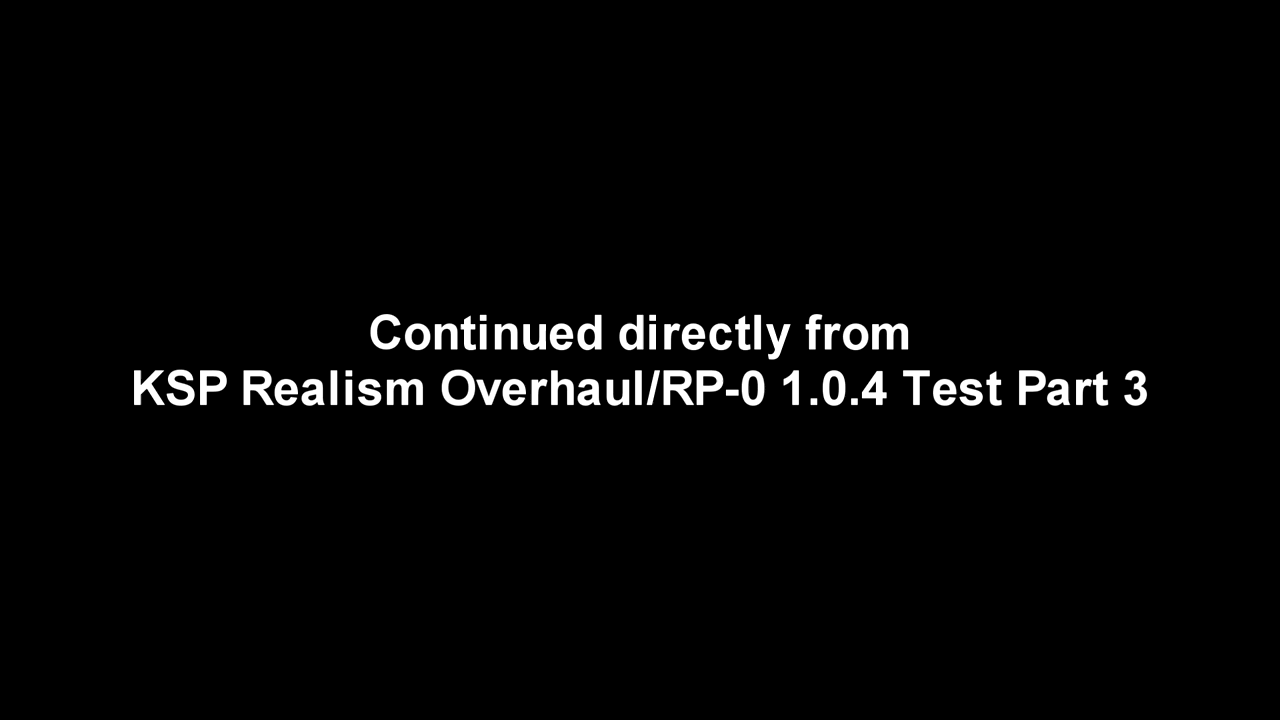 Continued directly from
KSP Realism Overhaul/RP-0 1.0.4 Test Part 3